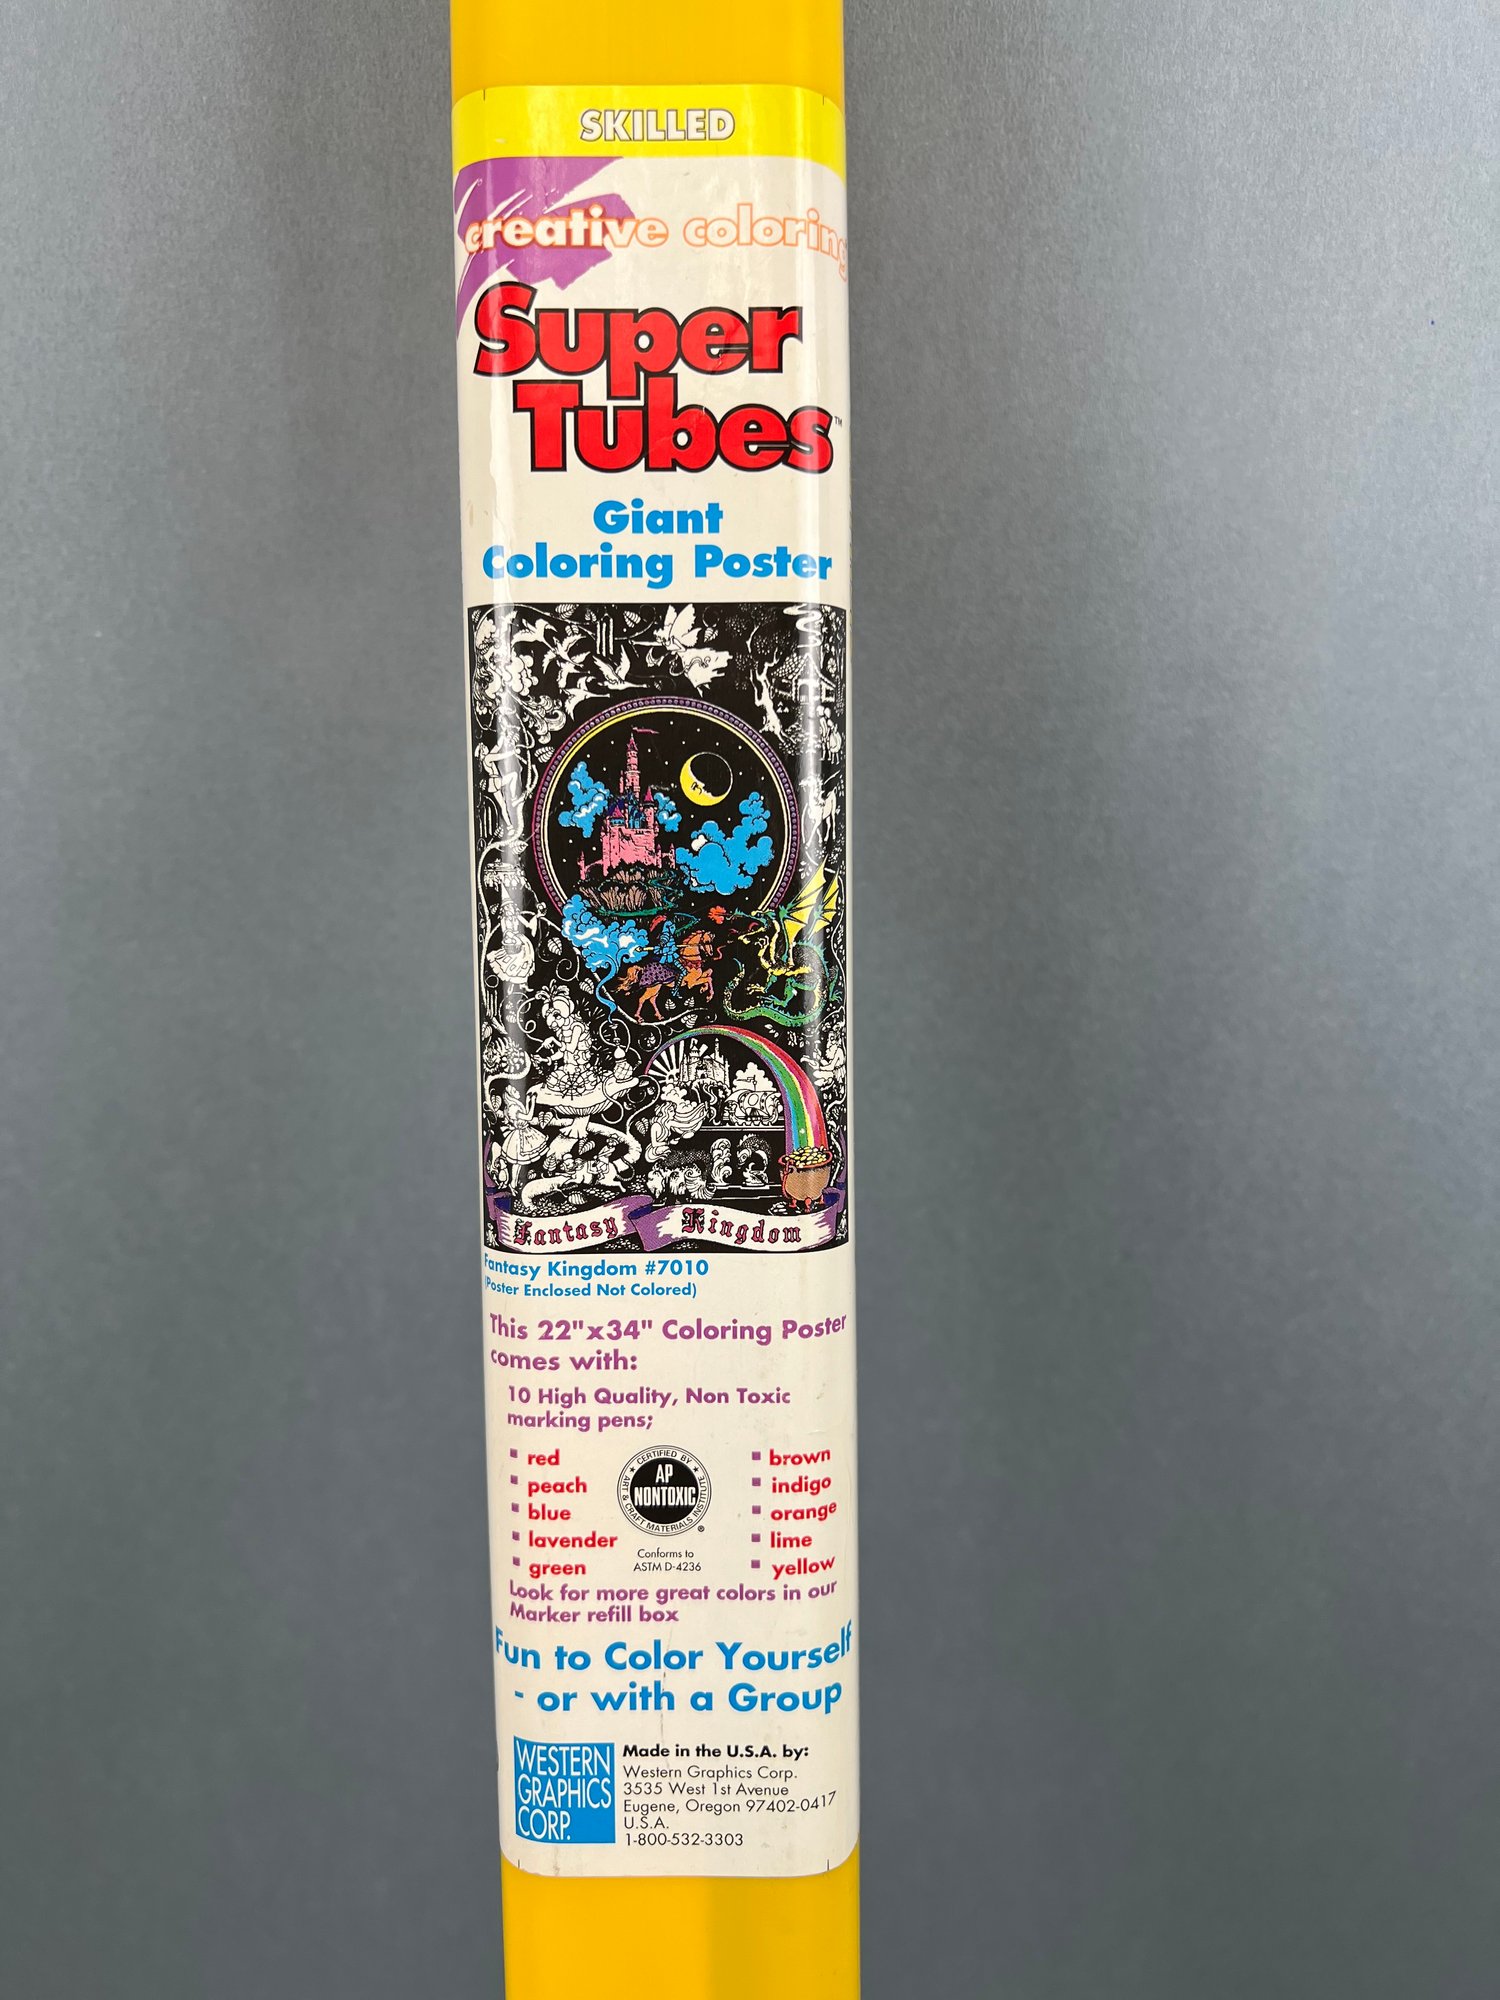 SKILLED
creative coloring
Super
Tubes™
Giant
Coloring Poster
Fantasy Kingdom
Fantasy Kingdom #7010
(Poster Enclosed Not Colored)
This 22"x34" Coloring Poster
comes with:
10 High Quality, Non Toxic
marking pens;
▪ red
▪ peach
▪ blue
▪ lavender
▪ green
CERTIFIED BY
ART & CRAFT MATERIALS INSTITUTE
AP
NONTOXIC
®
Conforms to
ASTM D-4236
▪ brown
▪ indigo
▪ orange
▪ lime
▪ yellow
Look for more great colors in our
Marker refill box
Fun to Color Yourself
- or with a Group
WESTERN
GRAPHICS
CORP.
Made in the U.S.A. by:
Western Graphics Corp.
3535 West 1st Avenue
Eugene, Oregon 97402-0417
U.S.A.
1-800-532-3303